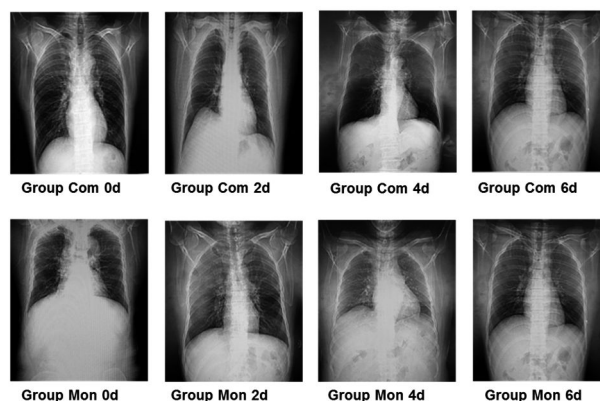 Group Com 0d
Group Com 2d
Group Com 4d
Group Com 6d
Group Mon 0d
Group Mon 2d
Group Mon 4d
Group Mon 6d